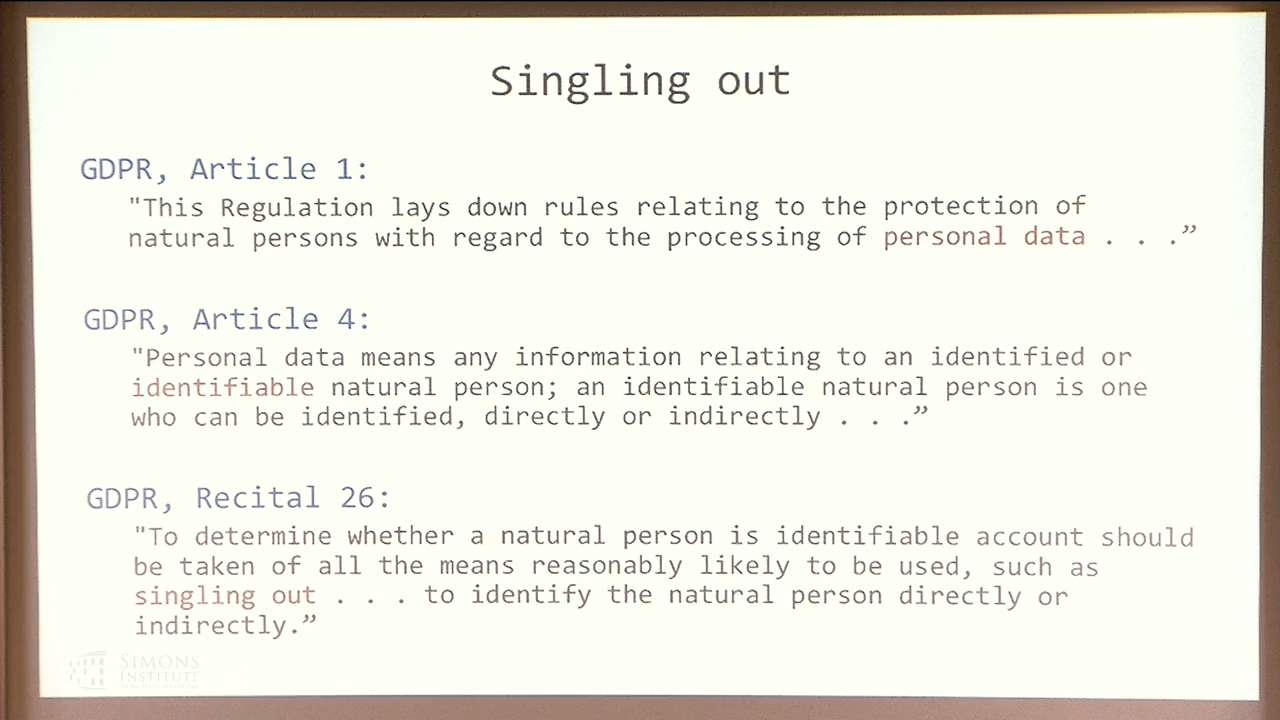 Singling out
GDPR, Article 1:
"This Regulation lays down rules relating to the protection of
natural persons with regard to the processing of personal data . . .”
GDPR, Article 4:
"Personal data means any information relating to an identified or
identifiable natural person; an identifiable natural person is one
who can be identified, directly or indirectly . . .”
GDPR, Recital 26:
"To determine whether a natural person is identifiable account should
be taken of all the means reasonably likely to be used, such as
singling out . . . to identify the natural person directly or
indirectly.”
SIMONS
INSTITUTE